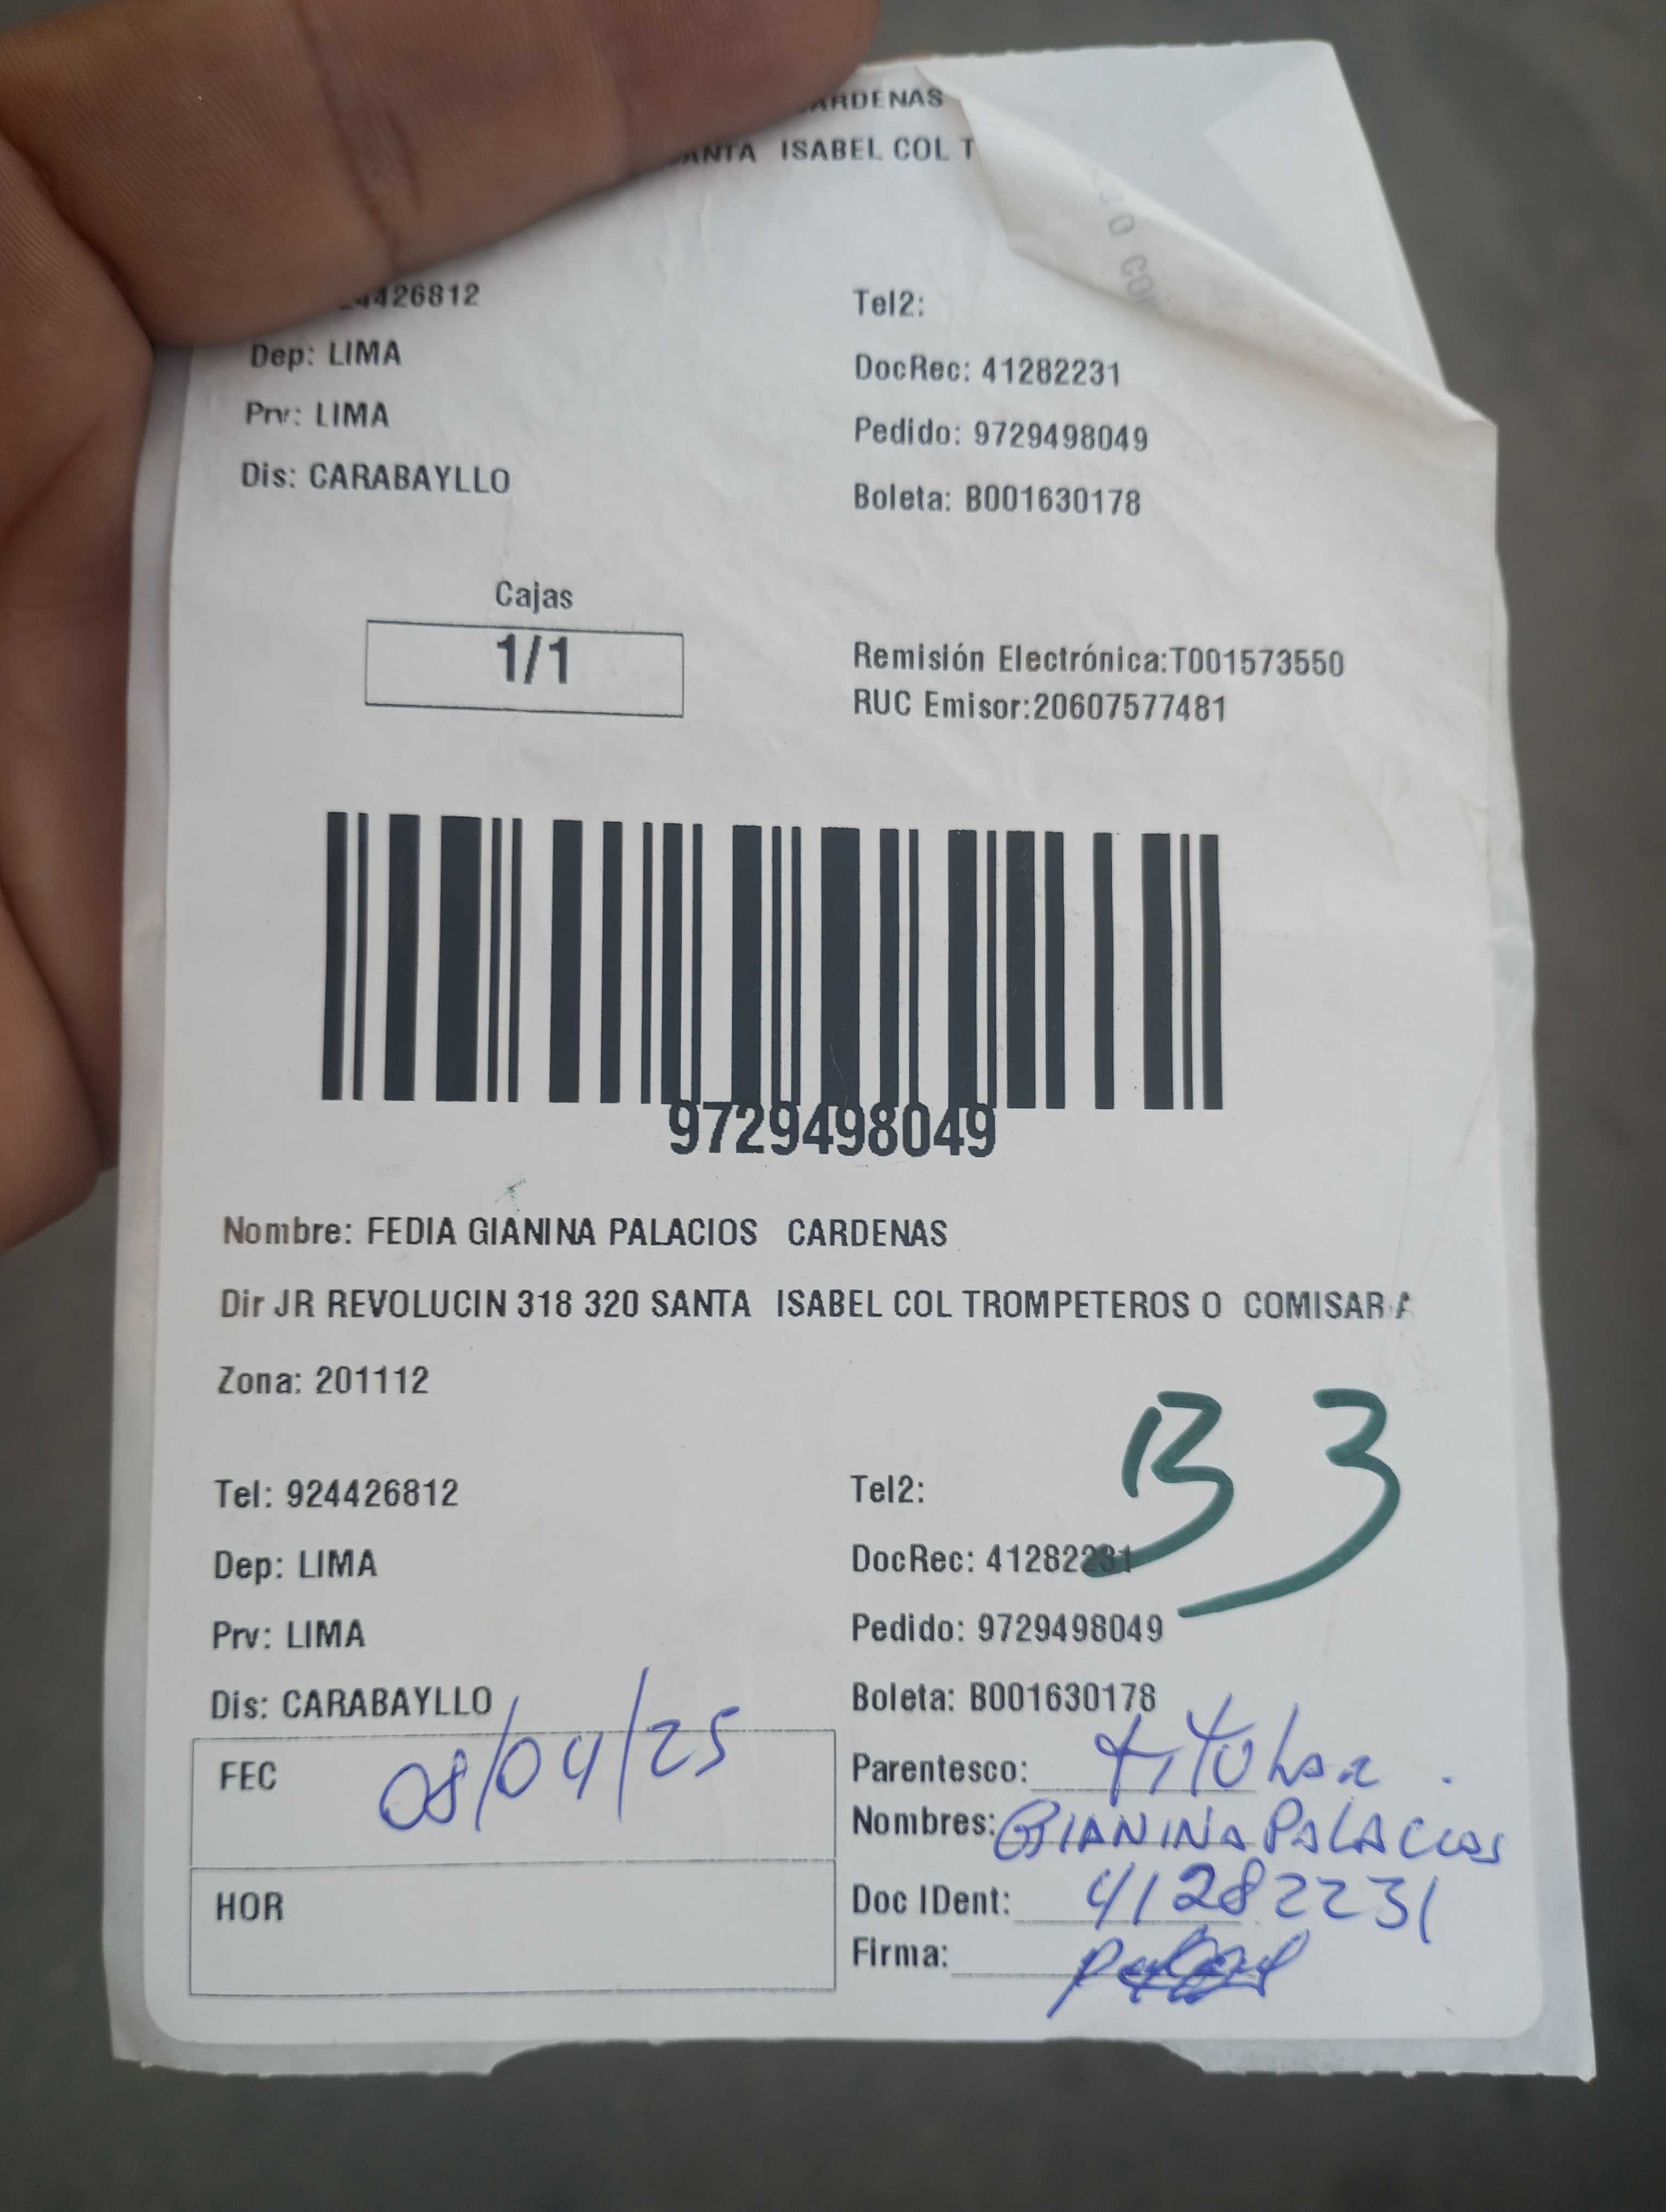 ARDENAS
ANTA ISABEL COL T
O CO
4426812
Tel2:
Dep: LIMA
DocRec: 41282231
Prv: LIMA
Pedido: 9729498049
Dis: CARABAYLLO
Boleta: B001630178
Cajas
1/1
Remisión Electrónica:T001573550
RUC Emisor:20607577481
9729498049
Nombre: FEDIA GIANINA PALACIOS CARDENAS
Dir JR REVOLUCIN 318 320 SANTA ISABEL COL TROMPETEROS O COMISAR A
Zona: 201112
B3
Tel: 924426812
Tel2:
Dep: LIMA
DocRec: 41282231
Prv: LIMA
Pedido: 9729498049
Dis: CARABAYLLO
Boleta: B001630178
FEC 08/04/25
Parentesco: titular.
Nombres: GIANINA PALACIOS
HOR
Doc IDent: 41282231
Firma: